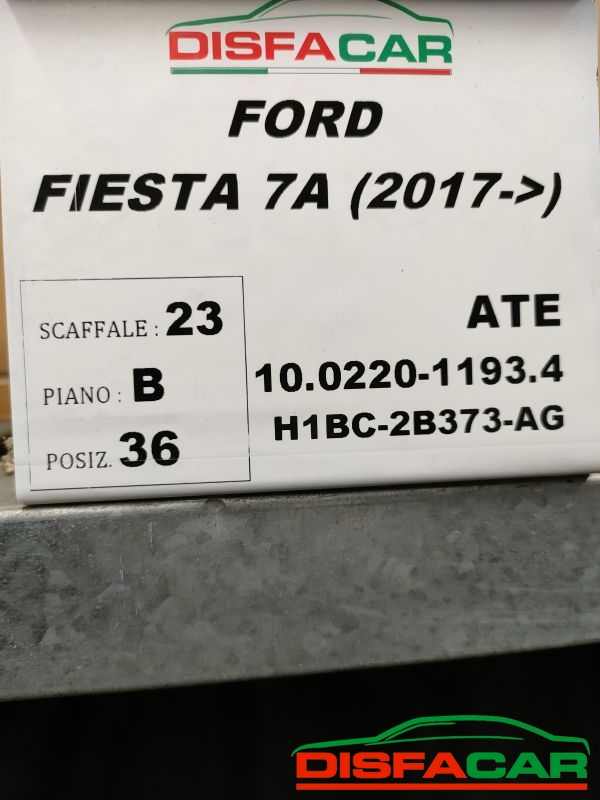 DISFACAR
FORD
FIESTA 7A (2017->)
SCAFFALE : 23
PIANO : B
POSIZ. 36
ATE
10.0220-1193.4
H1BC-2B373-AG
DISFACAR